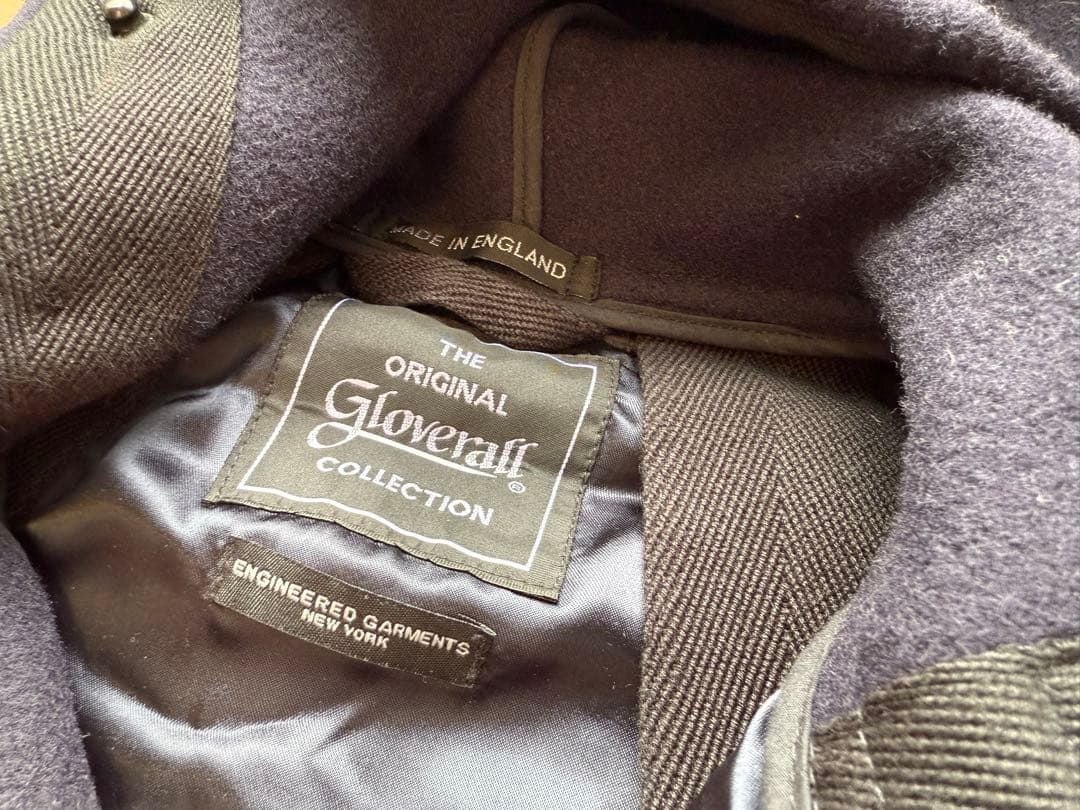 MADE IN ENGLAND
THE
ORIGINAL
Gloverall®
COLLECTION
ENGINEERED GARMENTS
NEW YORK